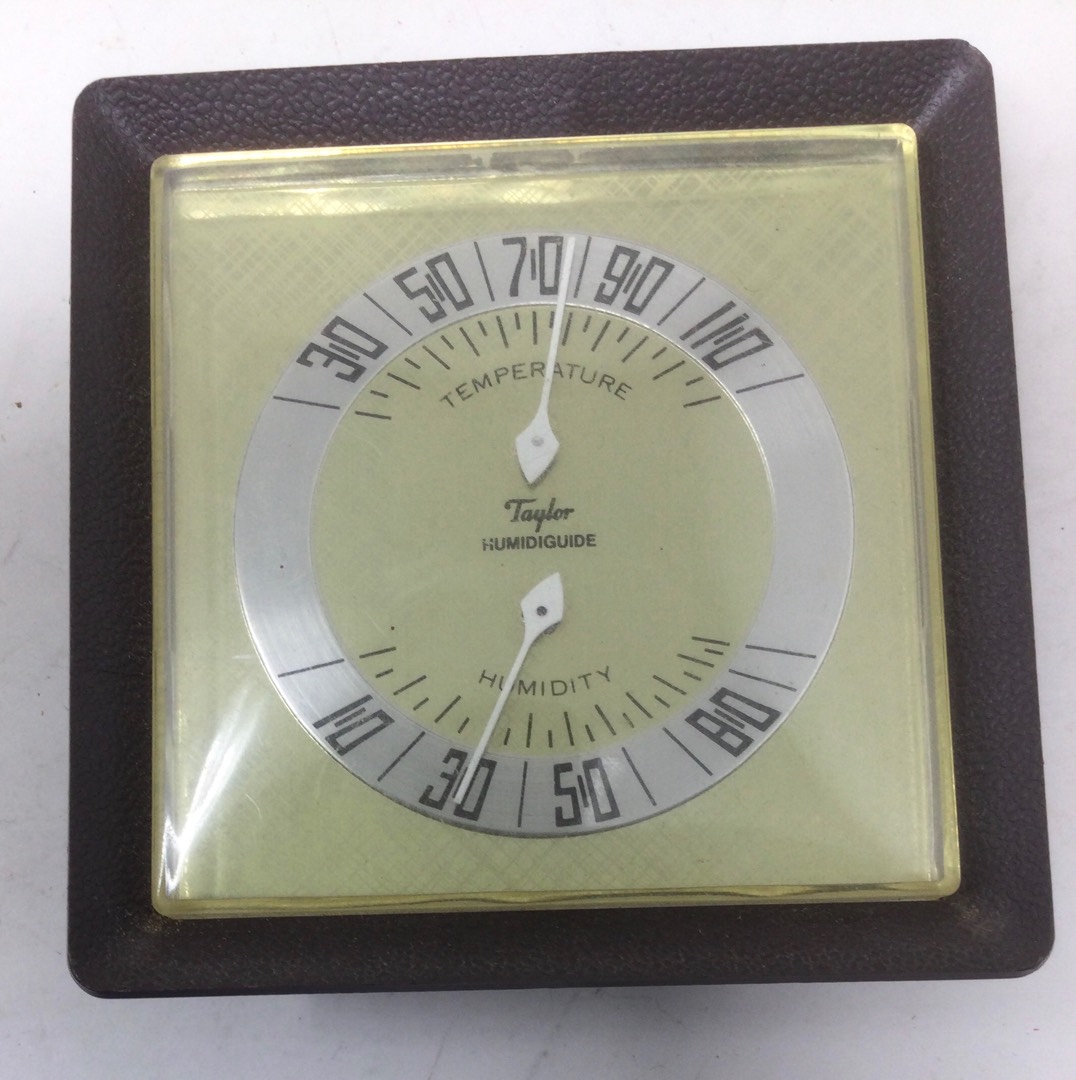 30 50 70 90 110
TEMPERATURE
Taylor
HUMIDIGUIDE
HUMIDITY
10 30 50 80